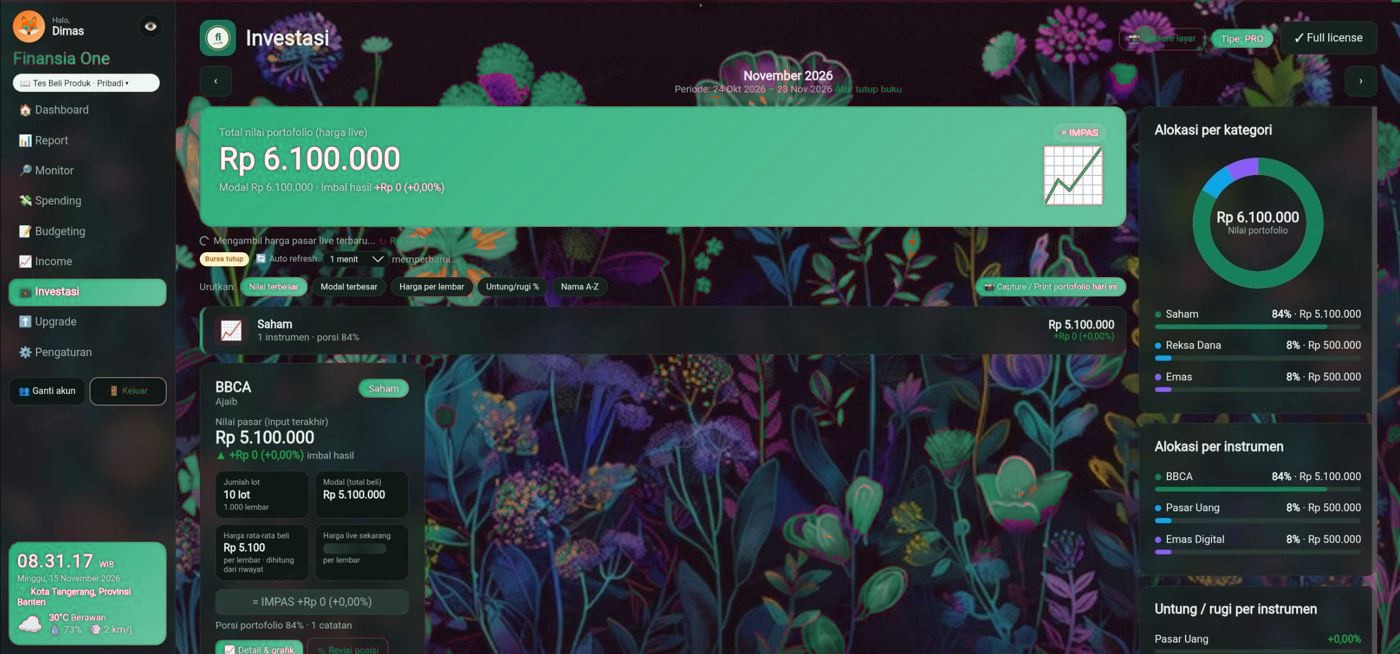 Halo,
Dimas
Finansia One
Tes Beli Produk · Pribadi
Dashboard
Report
Monitor
Spending
Budgeting
Income
Investasi
Upgrade
Pengaturan
Ganti akun
Keluar
08.31.17 WIB
Minggu, 15 November 2026
Kota Tangerang, Provinsi
Banten
30°C Berawan
73% · 2 km/j
fi
Investasi
layar
Tipe: PRO
✓ Full license
‹
November 2026
›
Periode: 24 Okt 2026 – 23 Nov 2026 Atur tutup buku
Total nilai portofolio (harga live)
= IMPAS
Rp 6.100.000
Modal Rp 6.100.000 · Imbal hasil +Rp 0 (+0,00%)
Mengambil harga pasar live terbaru...
Bursa tutup
Auto refresh
1 menit
memperbarui...
Urutkan:
Nilai terbesar
Modal terbesar
Harga per lembar
Untung/rugi %
Nama A-Z
Capture / Print portofolio hari ini
Saham
1 instrumen · porsi 84%
Rp 5.100.000
+Rp 0 (+0,00%)
BBCA
Saham
Ajaib
Nilai pasar (input terakhir)
Rp 5.100.000
▲ +Rp 0 (+0,00%) imbal hasil
Jumlah lot
10 lot
1.000 lembar
Modal (total beli)
Rp 5.100.000
Harga rata-rata beli
Rp 5.100
per lembar · dihitung
dari riwayat
Harga live sekarang
per lembar
= IMPAS +Rp 0 (+0,00%)
Porsi portofolio 84% · 1 catatan
Detail & grafik
Revisi posisi
Alokasi per kategori
Rp 6.100.000
Nilai portofolio
Saham 84% · Rp 5.100.000
Reksa Dana 8% · Rp 500.000
Emas 8% · Rp 500.000
Alokasi per instrumen
BBCA 84% · Rp 5.100.000
Pasar Uang 8% · Rp 500.000
Emas Digital 8% · Rp 500.000
Untung / rugi per instrumen
Pasar Uang +0,00%